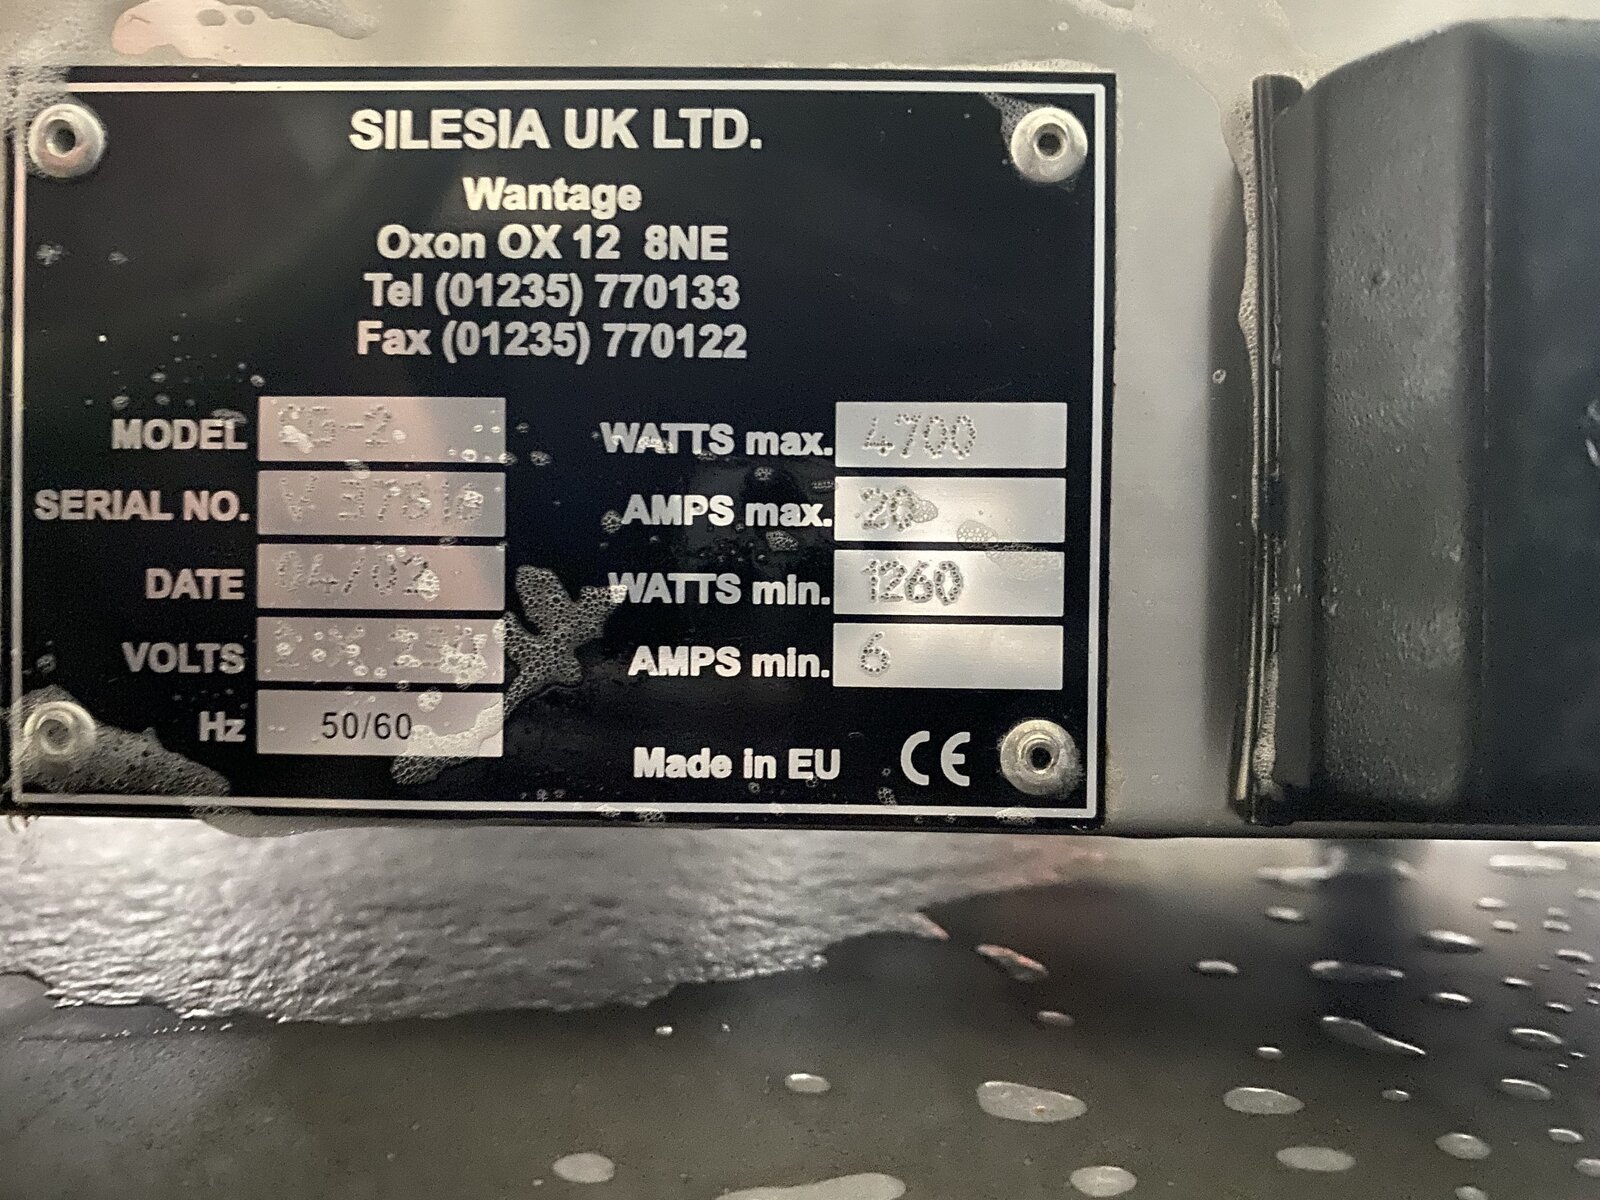 SILESIA UK LTD.
Wantage
Oxon OX 12 8NE
Tel (01235) 770133
Fax (01235) 770122
MODEL
SERIAL NO.
DATE
VOLTS
Hz 50/60
WATTS max. 4700
AMPS max. 20
WATTS min. 1260
AMPS min. 6
Made in EU CE